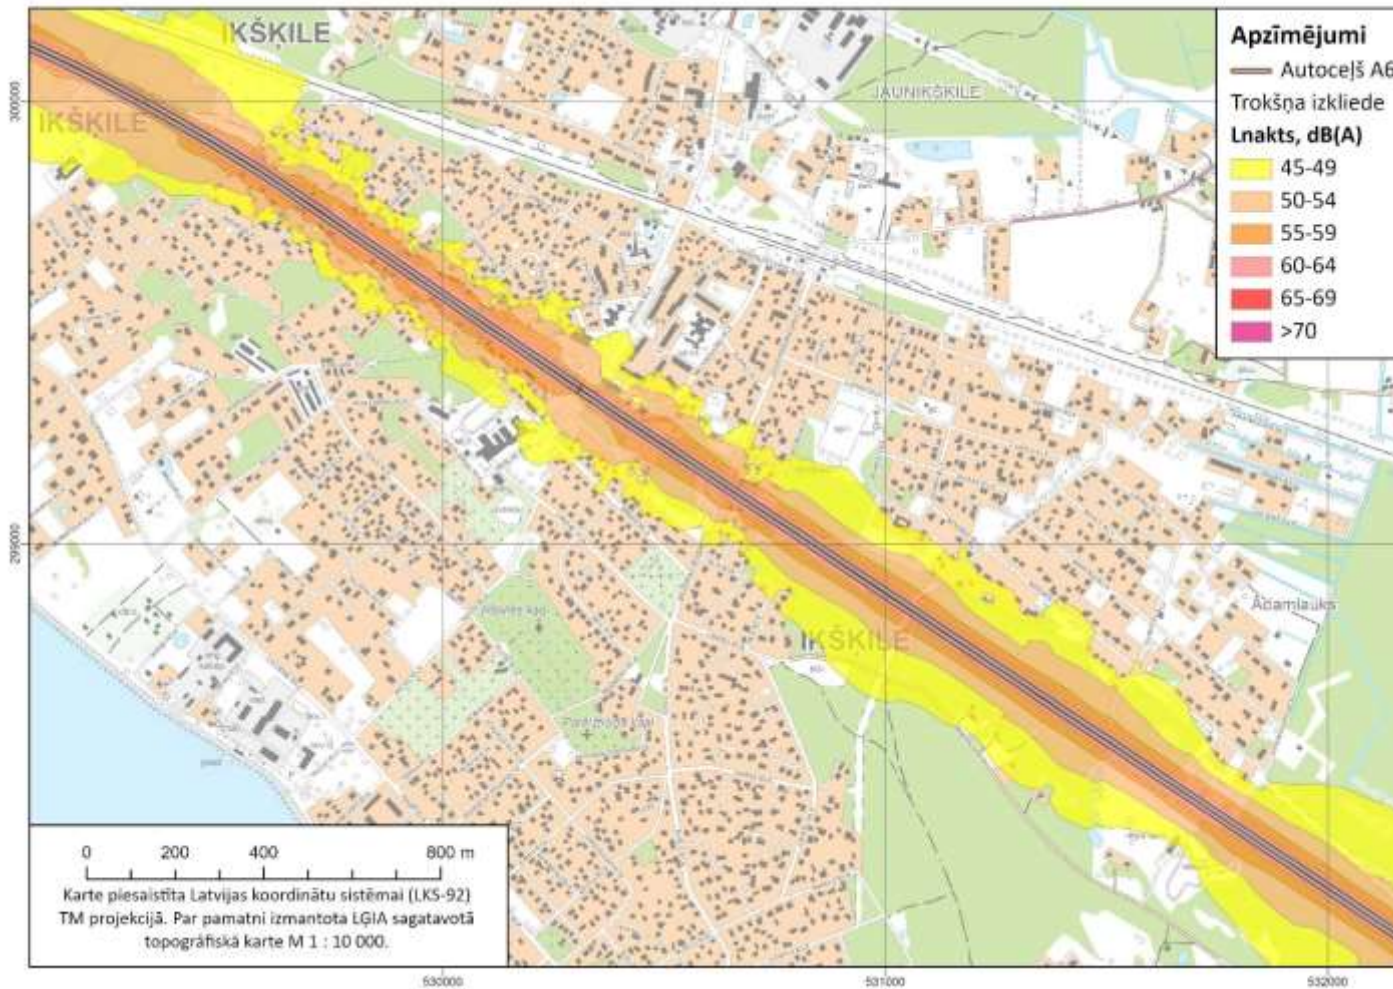 IKŠĶILE
IKŠĶILE
JAUNIKŠĶILE
Ādamlauks
IKŠĶILE
Apzīmējumi
Autoceļš A6
Trokšņa izkliede
Lnakts, dB(A)
45-49
50-54
55-59
60-64
65-69
>70
300000
299000
0 200 400 800 m
Karte piesaistīta Latvijas koordinātu sistēmai (LKS-92)
TM projekcijā. Par pamatni izmantota LĢIA sagatavotā
topogrāfiskā karte M 1 : 10 000.
530000 531000 532000